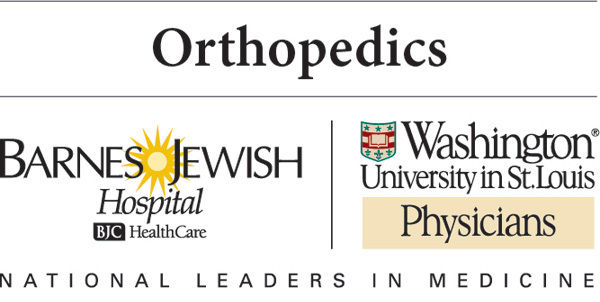 Orthopedics
BARNES JEWISH
Hospital
BJC HealthCare
Washington®
University in St. Louis
Physicians
NATIONAL LEADERS IN MEDICINE